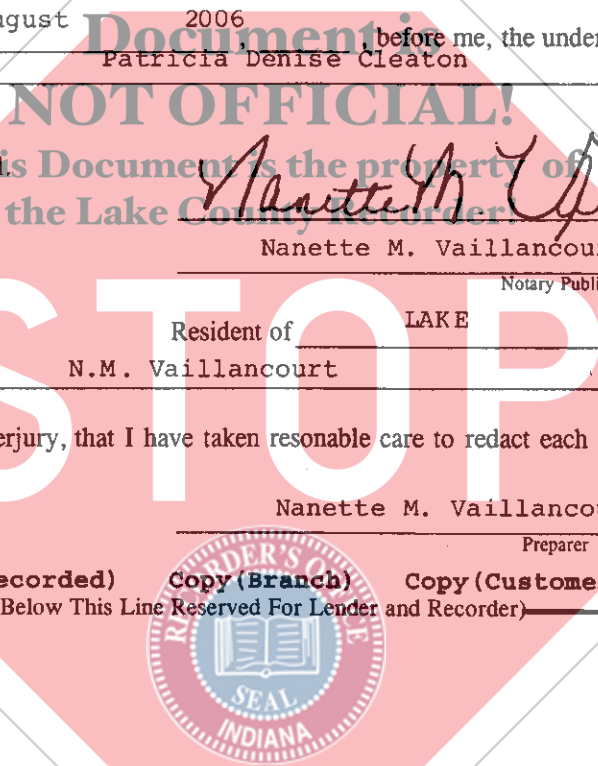 ugust 2006
Document is
, , before me, the under
Patricia Denise Cleaton
NOT OFFICIAL!
is Document is the property of
the Lake County Recorder!
Nanette M.
Nanette M. Vaillancou
Notary Publi
STOP
Resident of LAKE
N.M. Vaillancourt
erjury, that I have taken resonable care to redact each
Nanette M. Vaillanco
Preparer
ecorded) Copy(Branch) Copy(Custome
Below This Line Reserved For Lender and Recorder)
RECORDER'S OFFICE
SEAL
INDIANA